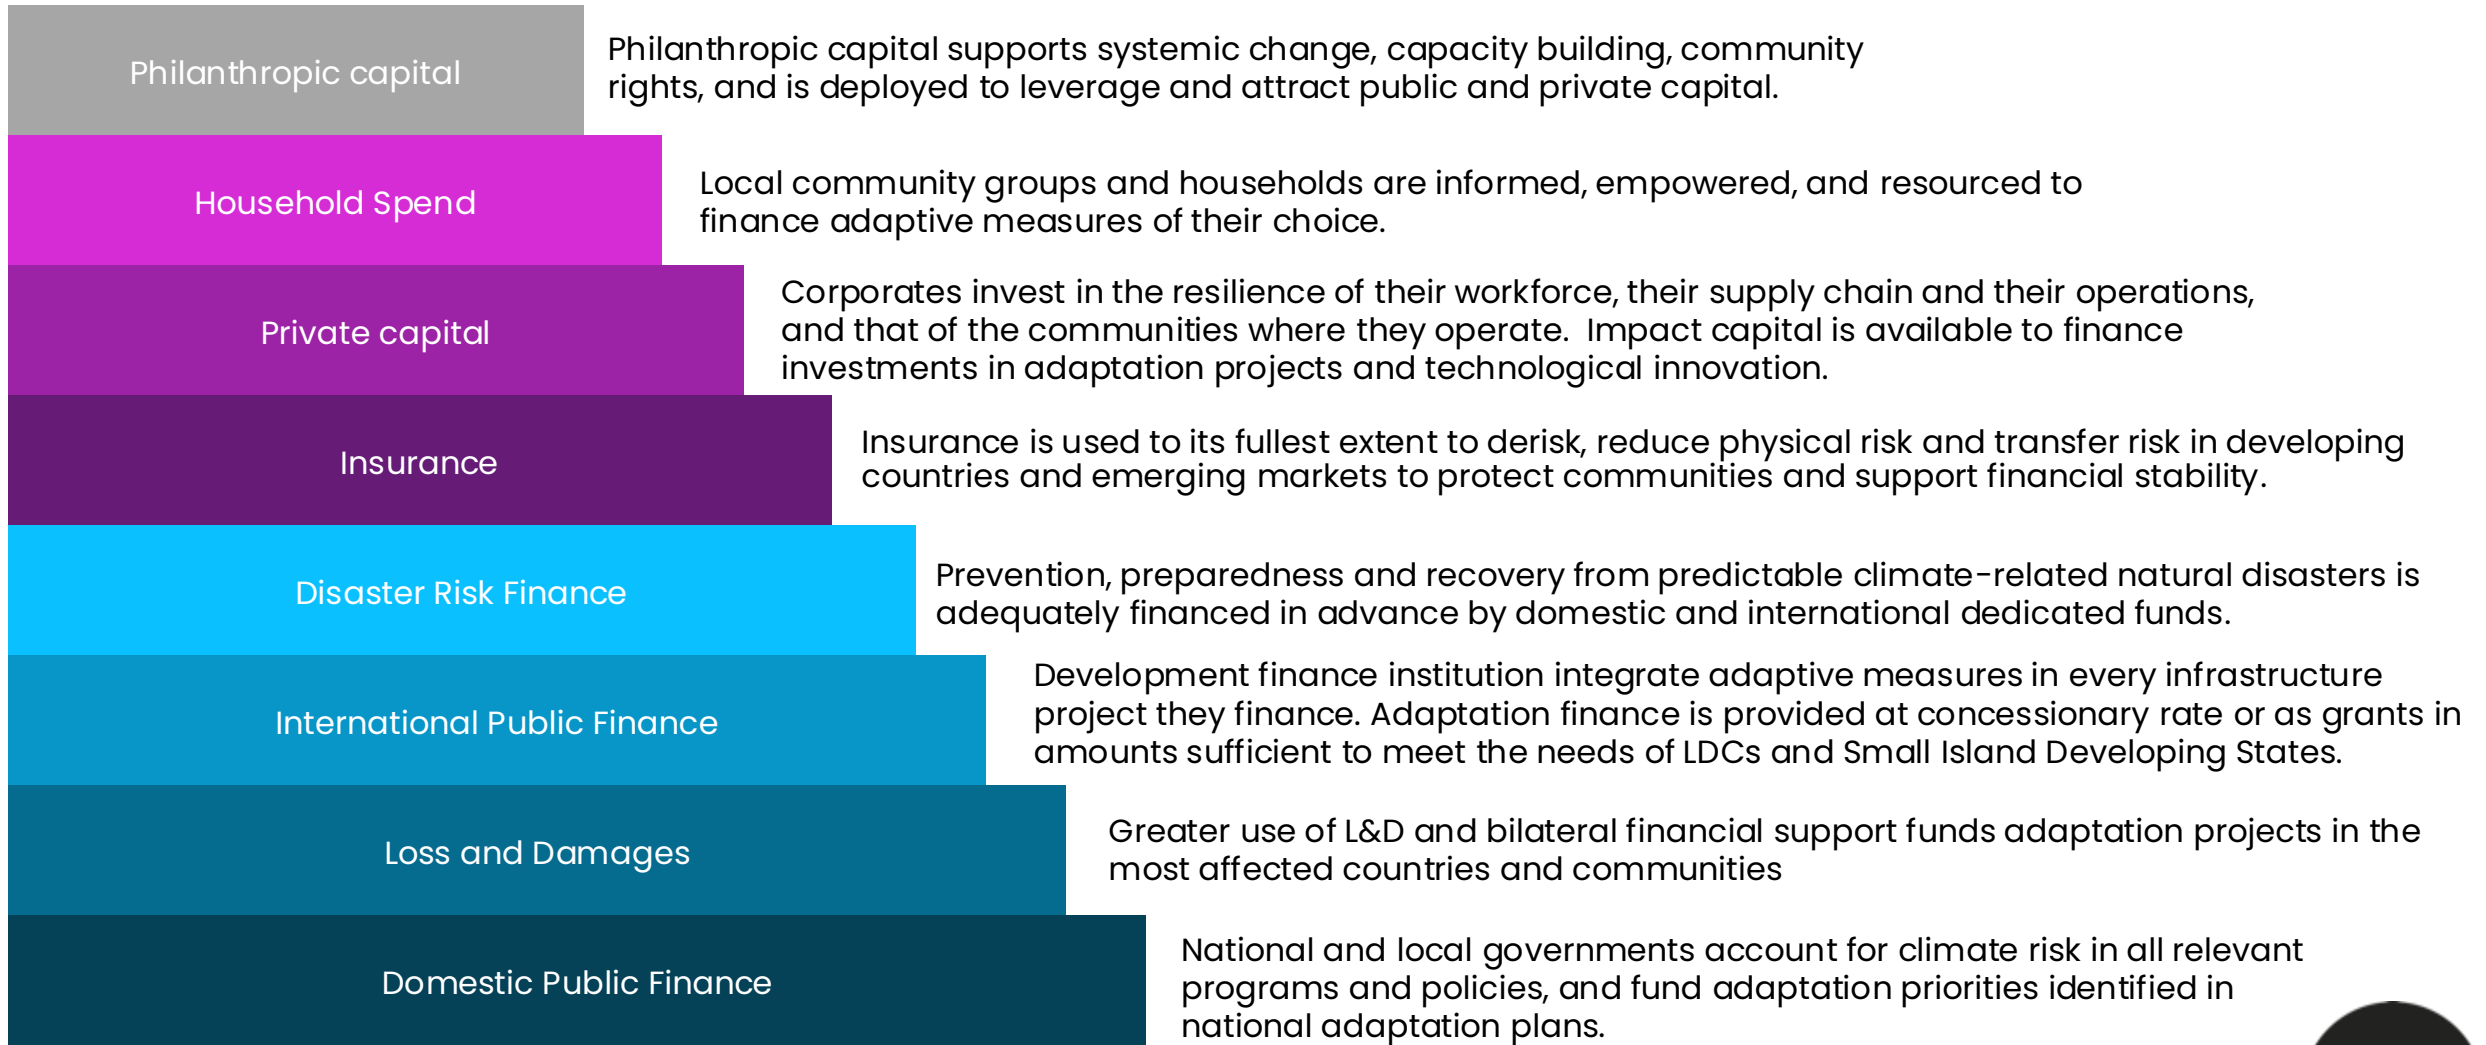 Philanthropic capital
Philanthropic capital supports systemic change, capacity building, community
rights, and is deployed to leverage and attract public and private capital.
Household Spend
Local community groups and households are informed, empowered, and resourced to
finance adaptive measures of their choice.
Private capital
Corporates invest in the resilience of their workforce, their supply chain and their operations,
and that of the communities where they operate.  Impact capital is available to finance
investments in adaptation projects and technological innovation.
Insurance
Insurance is used to its fullest extent to derisk, reduce physical risk and transfer risk in developing
countries and emerging markets to protect communities and support financial stability.
Disaster Risk Finance
Prevention, preparedness and recovery from predictable climate-related natural disasters is
adequately financed in advance by domestic and international dedicated funds.
International Public Finance
Development finance institution integrate adaptive measures in every infrastructure
project they finance. Adaptation finance is provided at concessionary rate or as grants in
amounts sufficient to meet the needs of LDCs and Small Island Developing States.
Loss and Damages
Greater use of L&D and bilateral financial support funds adaptation projects in the
most affected countries and communities
Domestic Public Finance
National and local governments account for climate risk in all relevant
programs and policies, and fund adaptation priorities identified in
national adaptation plans.